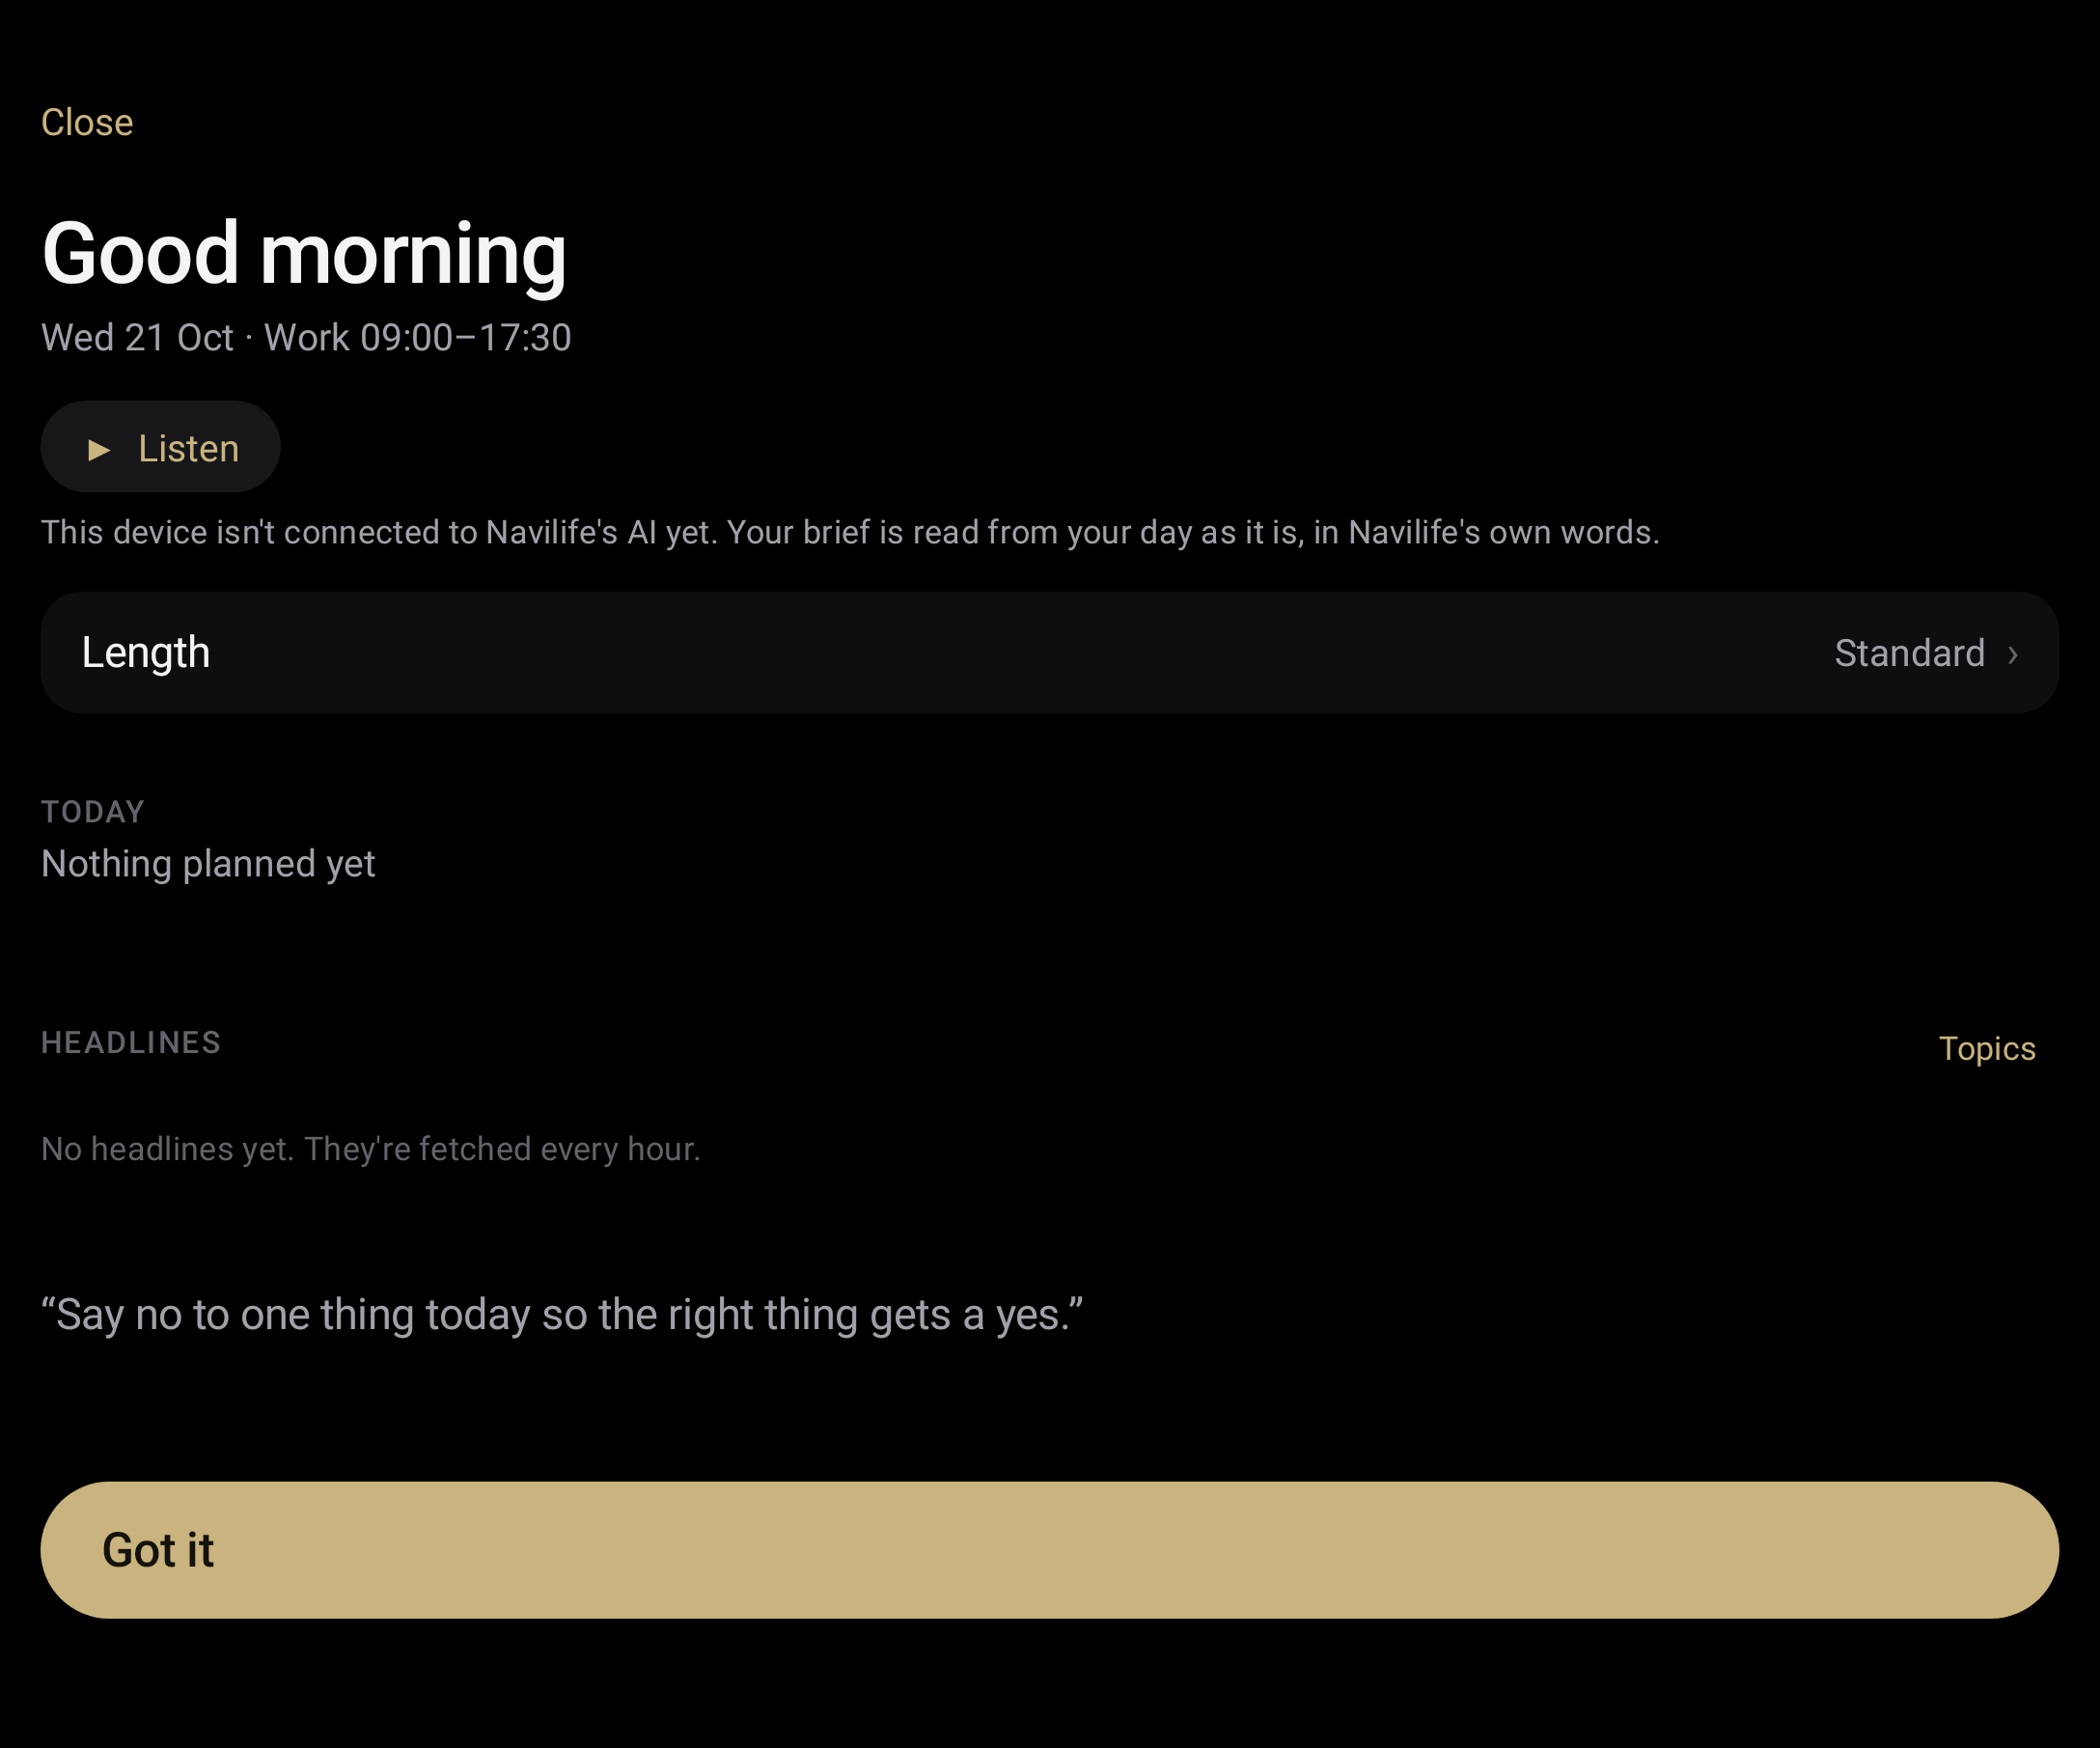 Close
Good morning
Wed 21 Oct · Work 09:00–17:30
► Listen
This device isn't connected to Navilife's AI yet. Your brief is read from your day as it is, in Navilife's own words.
Length Standard ›
TODAY
Nothing planned yet
HEADLINES Topics
No headlines yet. They're fetched every hour.
“Say no to one thing today so the right thing gets a yes.”
Got it